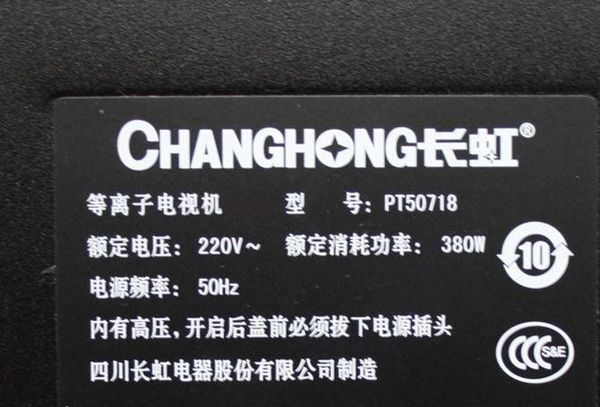 CHANGHONG长虹®
等离子电视机 型 号: PT50718
额定电压: 220V~ 额定消耗功率: 380W
10
电源频率: 50Hz
内有高压,开启后盖前必须拔下电源插头
CCC S&E
四川长虹电器股份有限公司制造